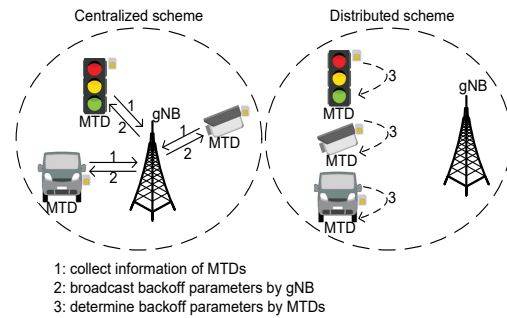 Centralized scheme
Distributed scheme
MTD
1
2
gNB
1
2
MTD
1
2
MTD
3
MTD
gNB
3
MTD
3
MTD
1: collect information of MTDs
2: broadcast backoff parameters by gNB
3: determine backoff parameters by MTDs